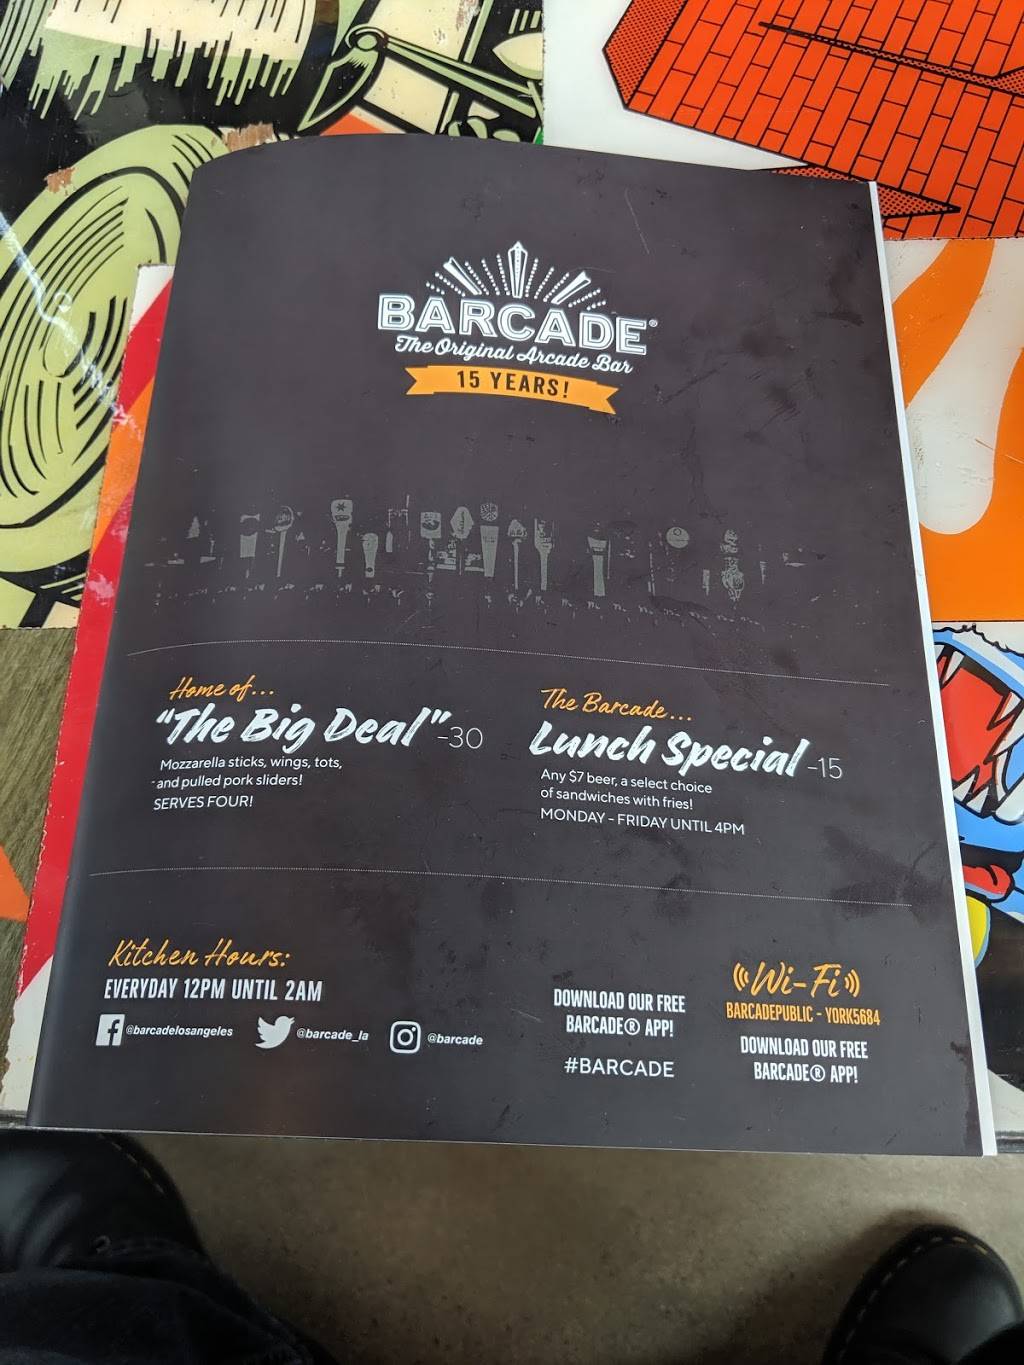 BARCADE®
The Original Arcade Bar
15 YEARS!
Home of...
"The Big Deal" -30
Mozzarella sticks, wings, tots,
and pulled pork sliders!
SERVES FOUR!
The Barcade...
Lunch Special -15
Any $7 beer, a select choice
of sandwiches with fries!
MONDAY - FRIDAY UNTIL 4PM
Kitchen Hours:
EVERYDAY 12PM UNTIL 2AM
@barcadelosangeles
@barcade_la
@barcade
DOWNLOAD OUR FREE
BARCADE® APP!
#BARCADE
Wi-Fi
BARCADEPUBLIC - YORK5684
DOWNLOAD OUR FREE
BARCADE® APP!